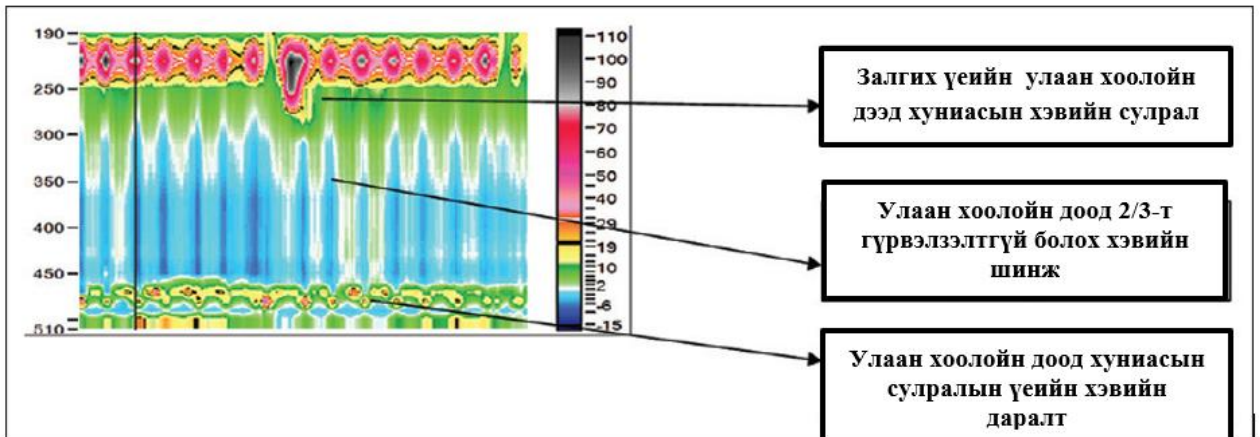 190
250
300
350
400
450
510
110
100
90
80
70
60
50
40
29
19
10
2
-6
-15
Залгих үеийн улаан хоолойн
дээд хуниасын хэвийн сулрал
Улаан хоолойн доод 2/3-т
гүрвэлзэлтгүй болох хэвийн
шинж
Улаан хоолойн доод хуниасын
сулралын үеийн хэвийн
даралт